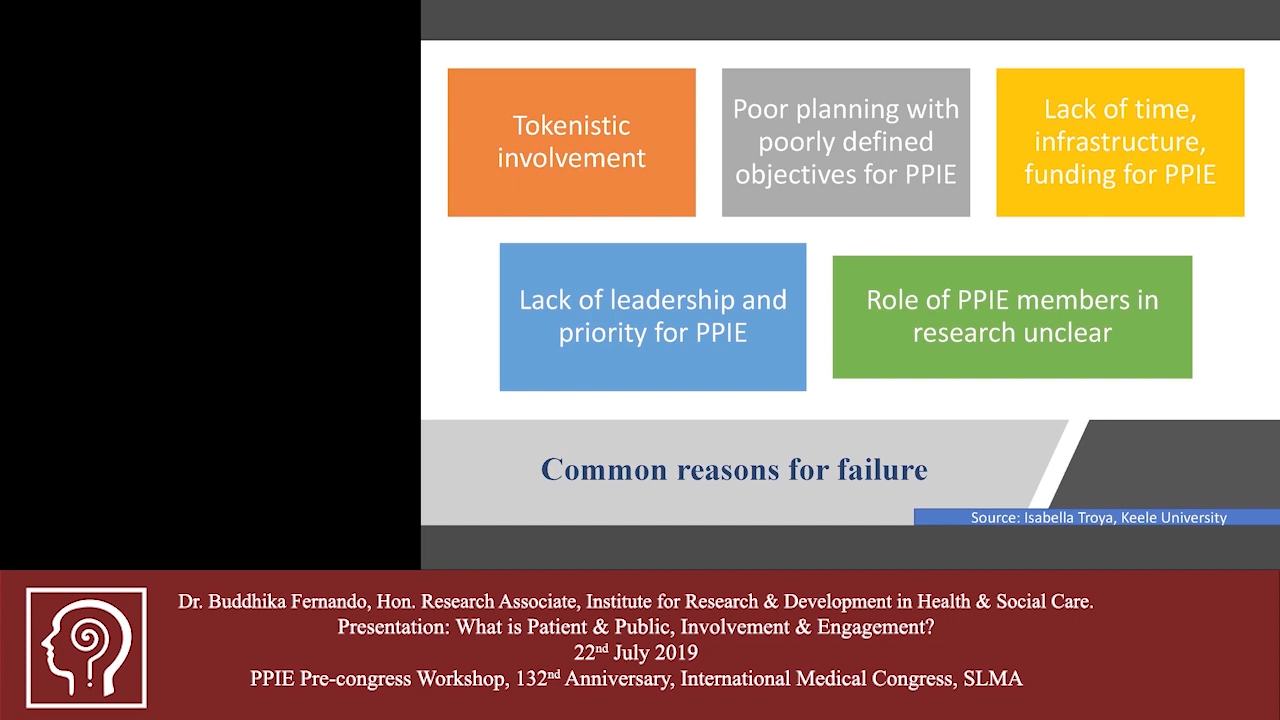 Tokenistic
involvement
Poor planning with
poorly defined
objectives for PPIE
Lack of time,
infrastructure,
funding for PPIE
Lack of leadership and
priority for PPIE
Role of PPIE members in
research unclear
Common reasons for failure
Source: Isabella Troya, Keele University
Dr. Buddhika Fernando, Hon. Research Associate, Institute for Research & Development in Health & Social Care.
Presentation: What is Patient & Public, Involvement & Engagement?
22nd July 2019
PPIE Pre-congress Workshop, 132nd Anniversary, International Medical Congress, SLMA